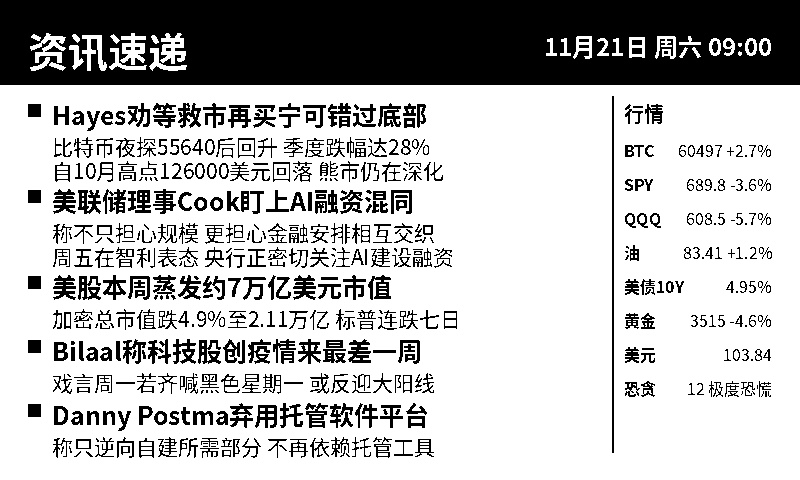 资讯速递
11月21日 周六 09:00
Hayes劝等救市再买宁可错过底部
比特币夜探55640后回升 季度跌幅达28%
自10月高点126000美元回落 熊市仍在深化
美联储理事Cook盯上AI融资混同
称不只担心规模 更担心金融安排相互交织
周五在智利表态 央行正密切关注AI建设融资
美股本周蒸发约7万亿美元市值
加密总市值跌4.9%至2.11万亿 标普连跌七日
Bilaal称科技股创疫情来最差一周
戏言周一若齐喊黑色星期一 或反迎大阳线
Danny Postma弃用托管软件平台
称只逆向自建所需部分 不再依赖托管工具
行情
BTC 60497 +2.7%
SPY 689.8 -3.6%
QQQ 608.5 -5.7%
油 83.41 +1.2%
美债10Y 4.95%
黄金 3515 -4.6%
美元 103.84
恐贪 12 极度恐慌